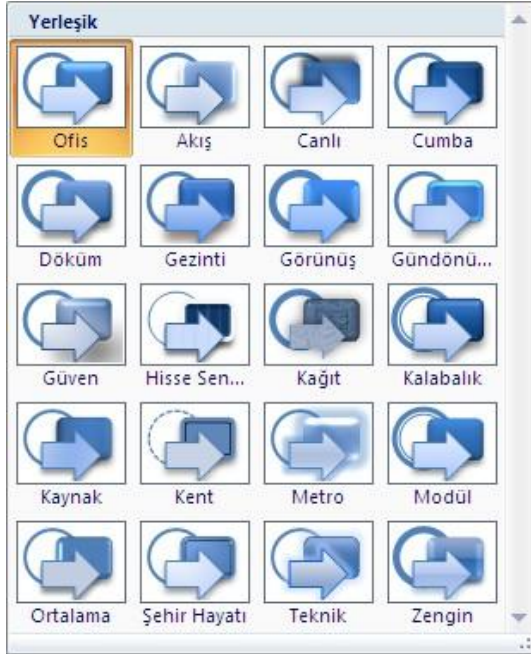 Yerleşik
Ofis Akış Canlı Cumba
Döküm Gezinti Görünüş Gündönü...
Güven Hisse Sen... Kağıt Kalabalık
Kaynak Kent Metro Modül
Ortalama Şehir Hayatı Teknik Zengin